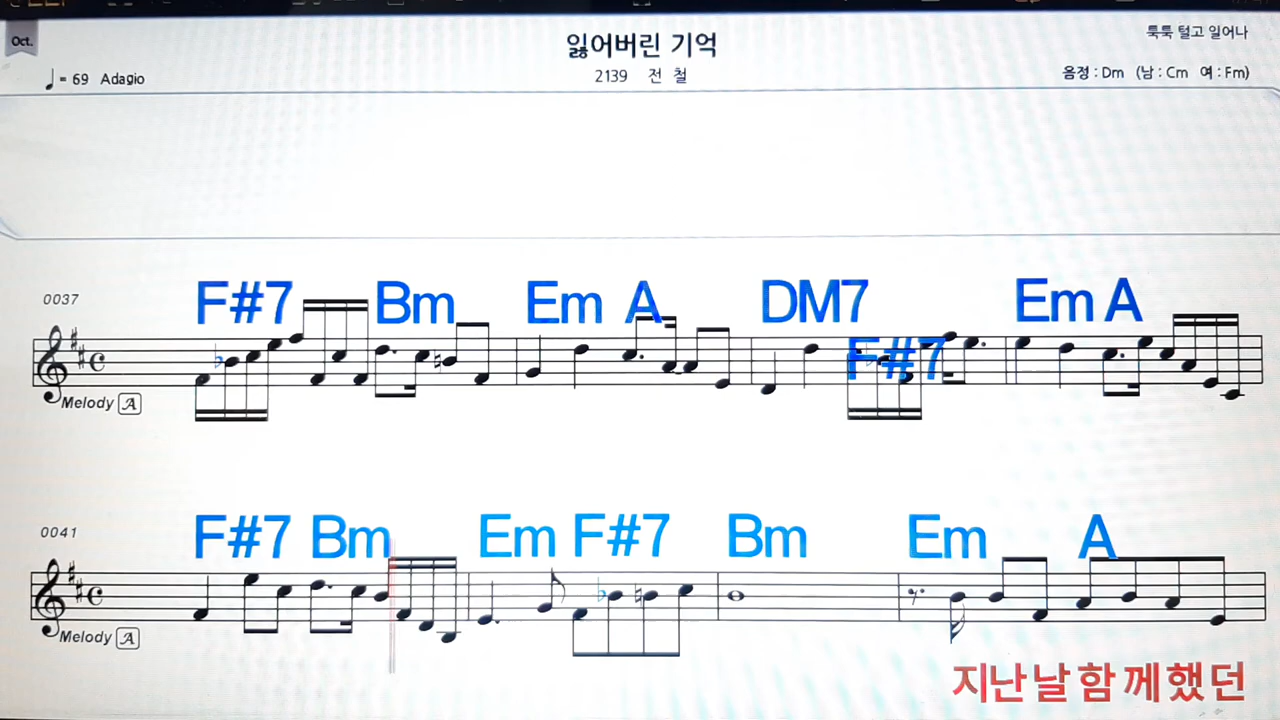 Oct.
잃어버린 기억
툭툭 털고 일어나
♩= 69 Adagio
2139 전 철
음정 : Dm (남 : Cm 여 : Fm)
F#7 Bm Em A DM7 F#7 Em A
0037
Melody A
F#7 Bm Em F#7 Bm Em A
0041
Melody A
지난날함께했던